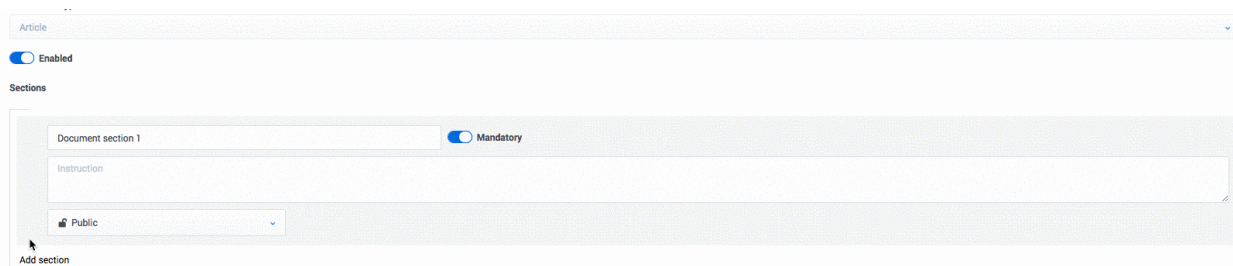 Article
Enabled
Sections
Document section 1
Mandatory
Instruction
Public
Add section